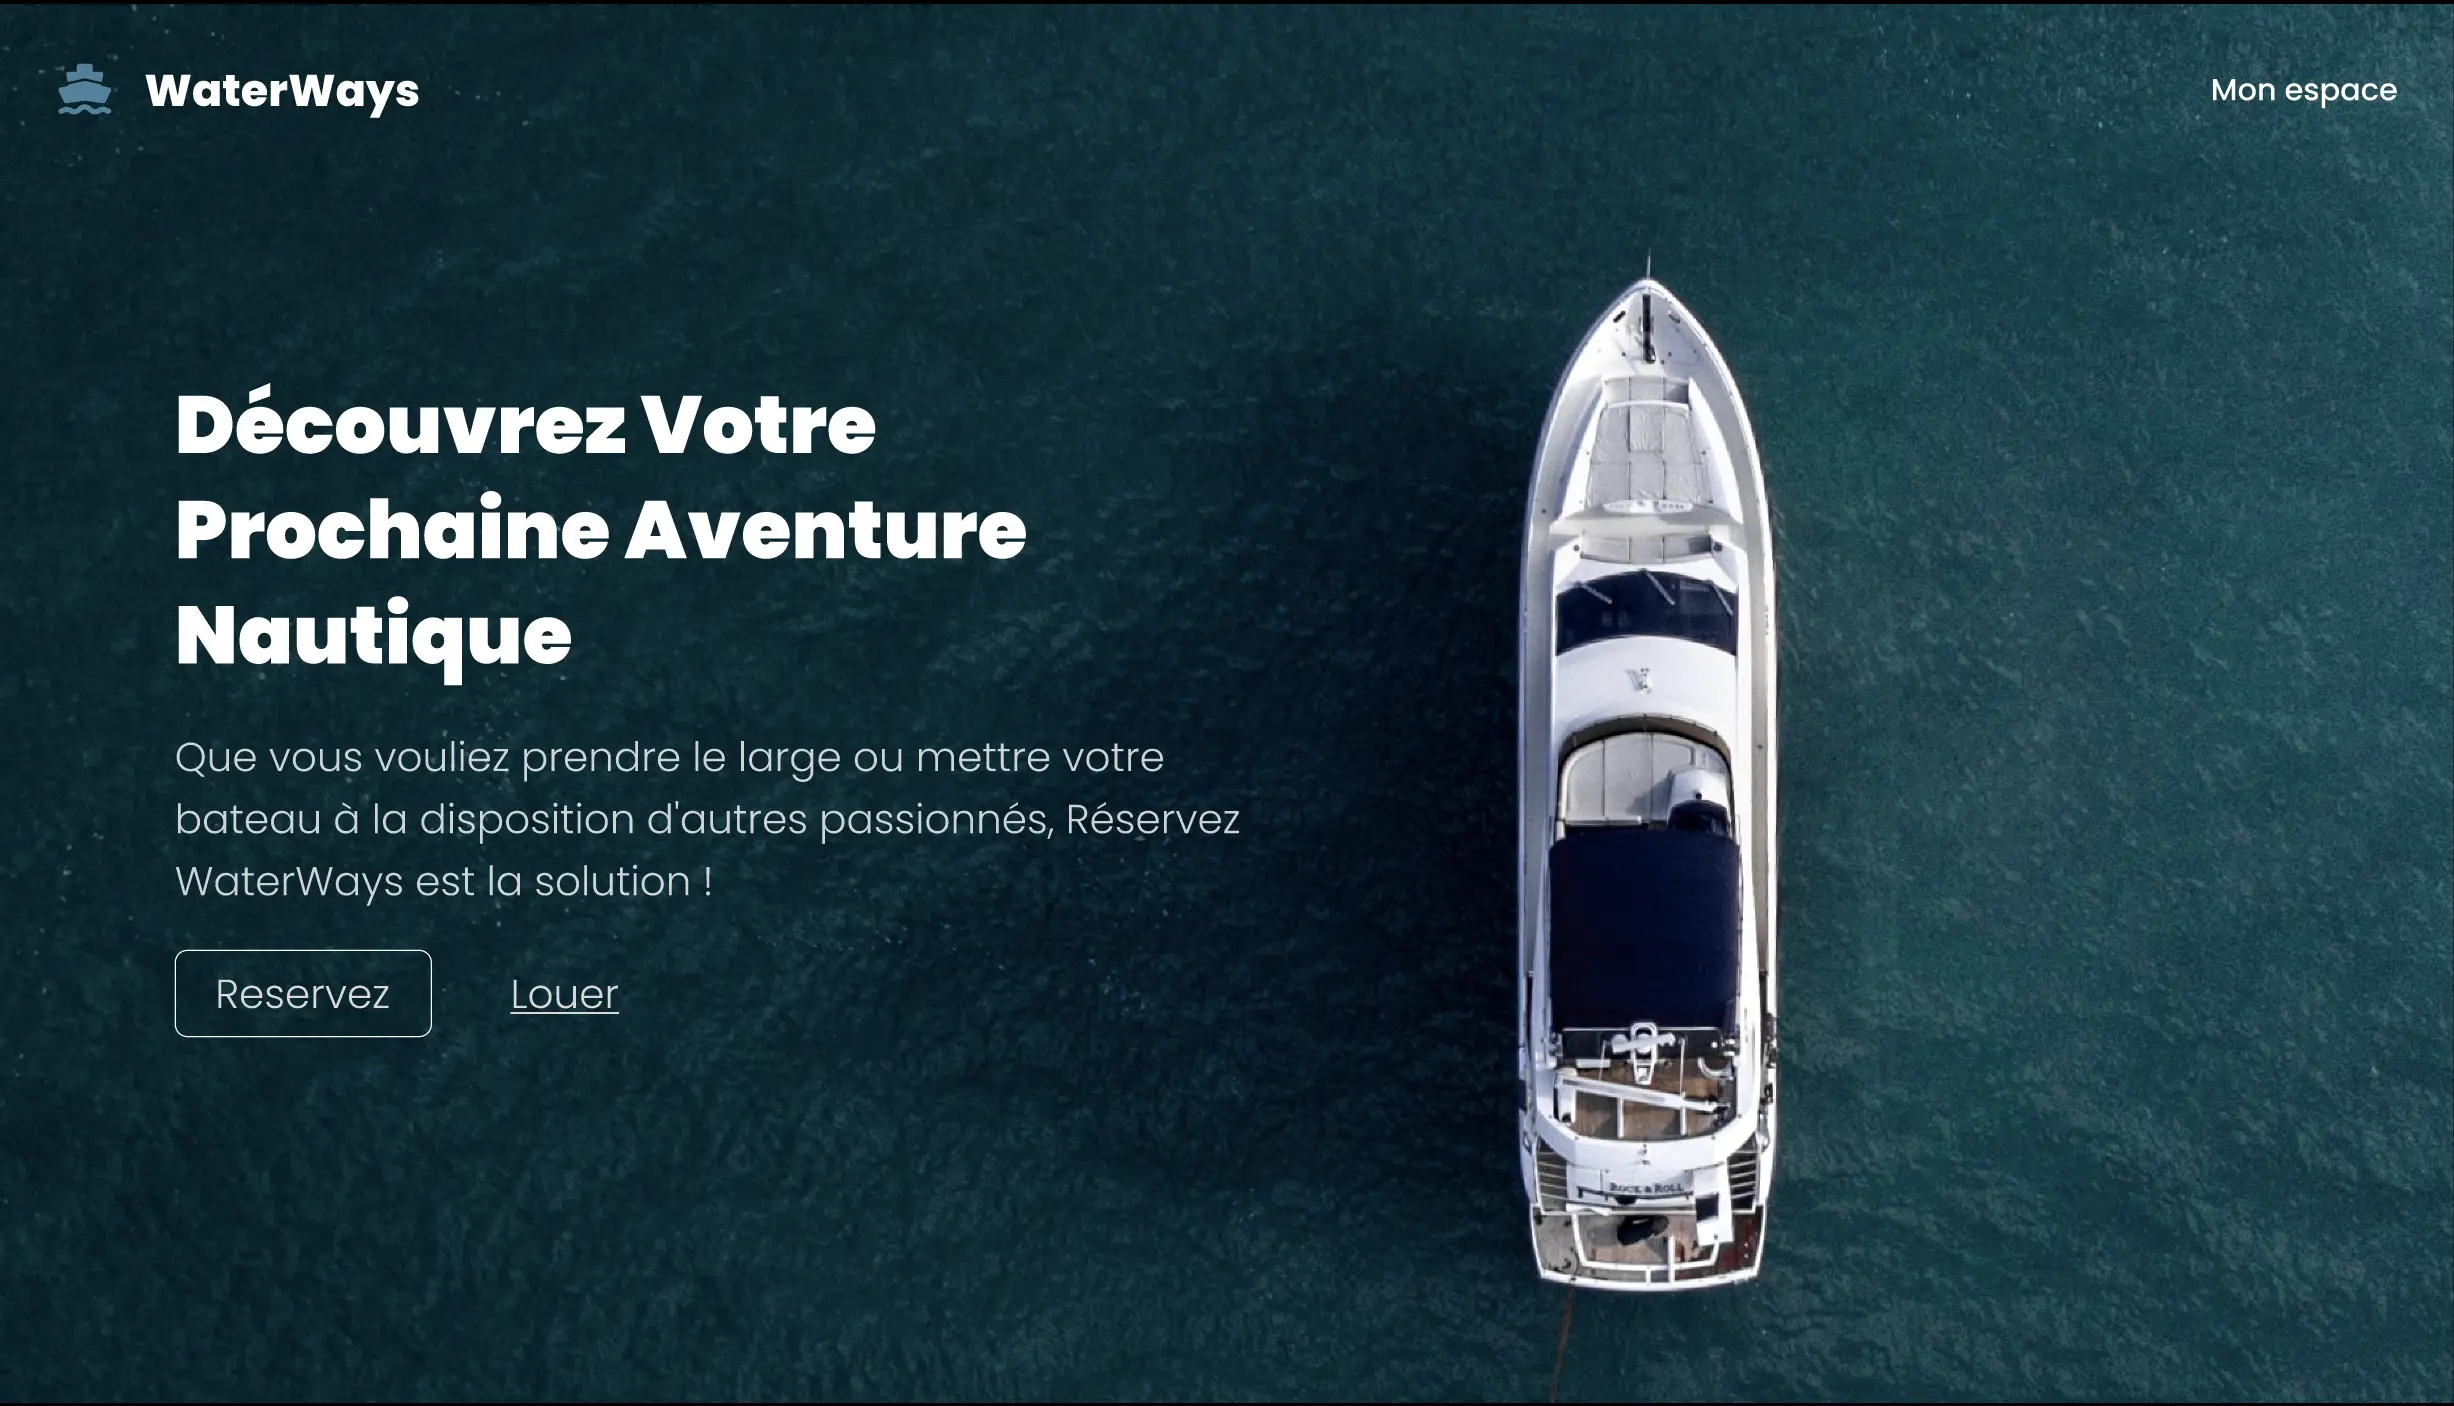 WaterWays
Mon espace
Découvrez Votre
Prochaine Aventure
Nautique
Que vous vouliez prendre le large ou mettre votre
bateau à la disposition d'autres passionnés, Réservez
WaterWays est la solution !
Reservez
Louer
ROCK & ROLL